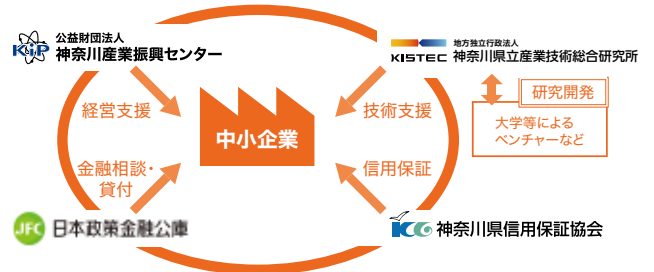 公益財団法人
KiP 神奈川産業振興センター
地方独立行政法人
KISTEC 神奈川県立産業技術総合研究所
経営支援
中小企業
技術支援
研究開発
大学等による
ベンチャーなど
金融相談・
貸付
信用保証
JFC 日本政策金融公庫
神奈川県信用保証協会